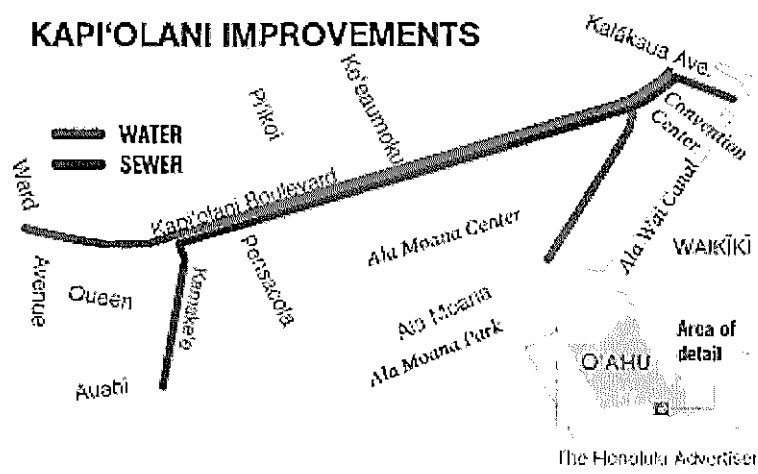 KAPI‘OLANI IMPROVEMENTS
Kalākaua Ave.
Ke‘eaumoku
Pi‘ikoi
WATER
SEWER
Convention
Center
Ward
Avenue
Kapi‘olani Boulevard
Ala Moana Center
Ala Wai Canal
WAIKĪKĪ
Pensacola
Kamake‘e
Queen
Ala Moana
Ala Moana Park
Area of
detail
O‘AHU
Auahi
The Honolulu Advertiser